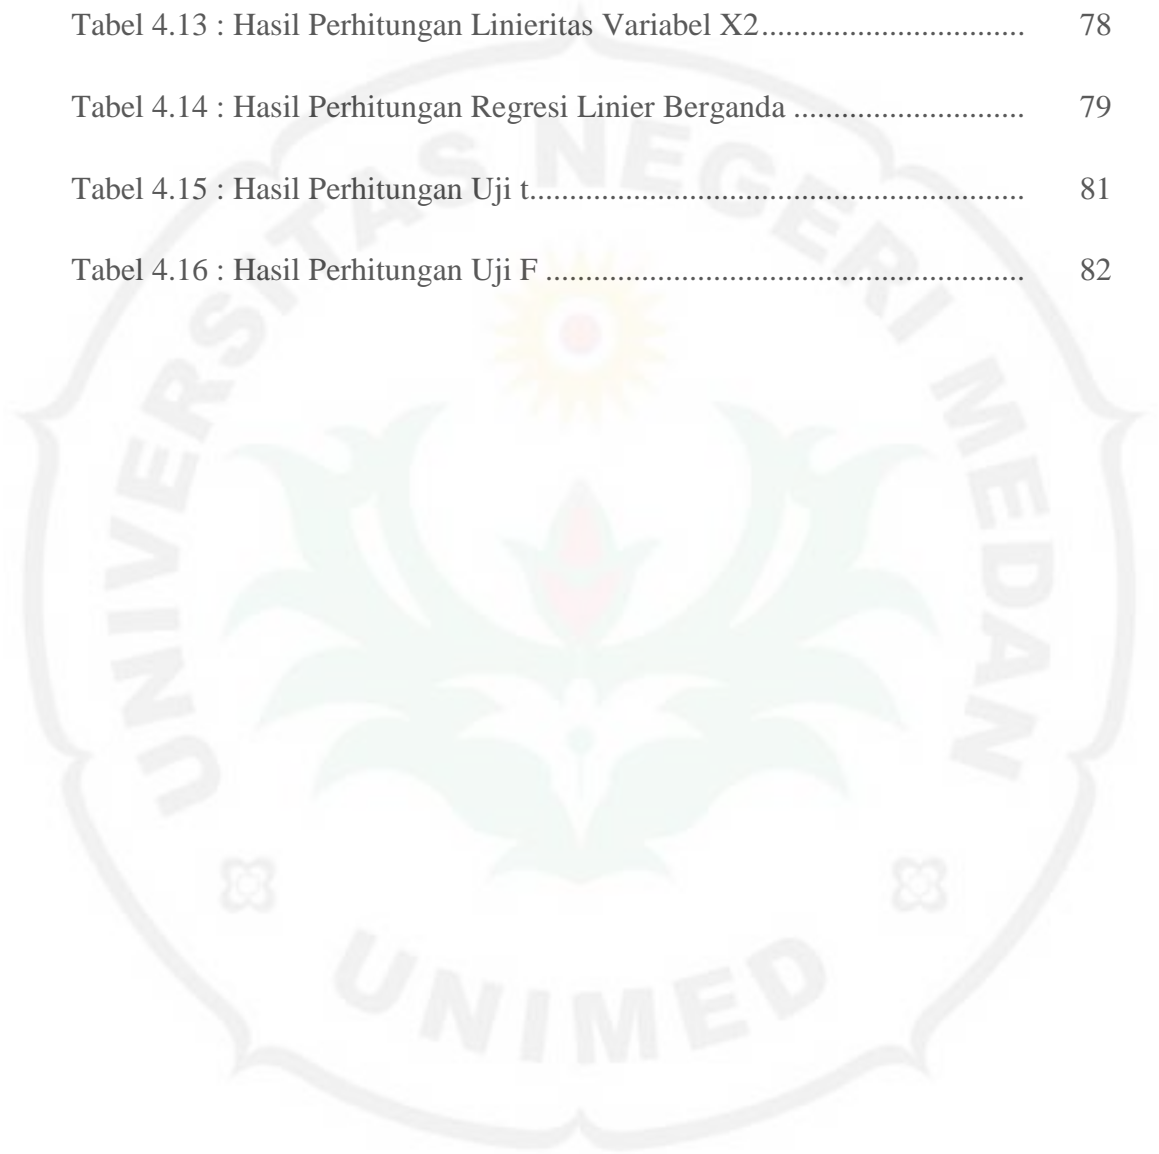 Tabel 4.13 : Hasil Perhitungan Linieritas Variabel X2................................. 78
Tabel 4.14 : Hasil Perhitungan Regresi Linier Berganda ............................. 79
Tabel 4.15 : Hasil Perhitungan Uji t.............................................................. 81
Tabel 4.16 : Hasil Perhitungan Uji F ............................................................ 82
UNIVERSITAS NEGERI MEDAN
UNIMED